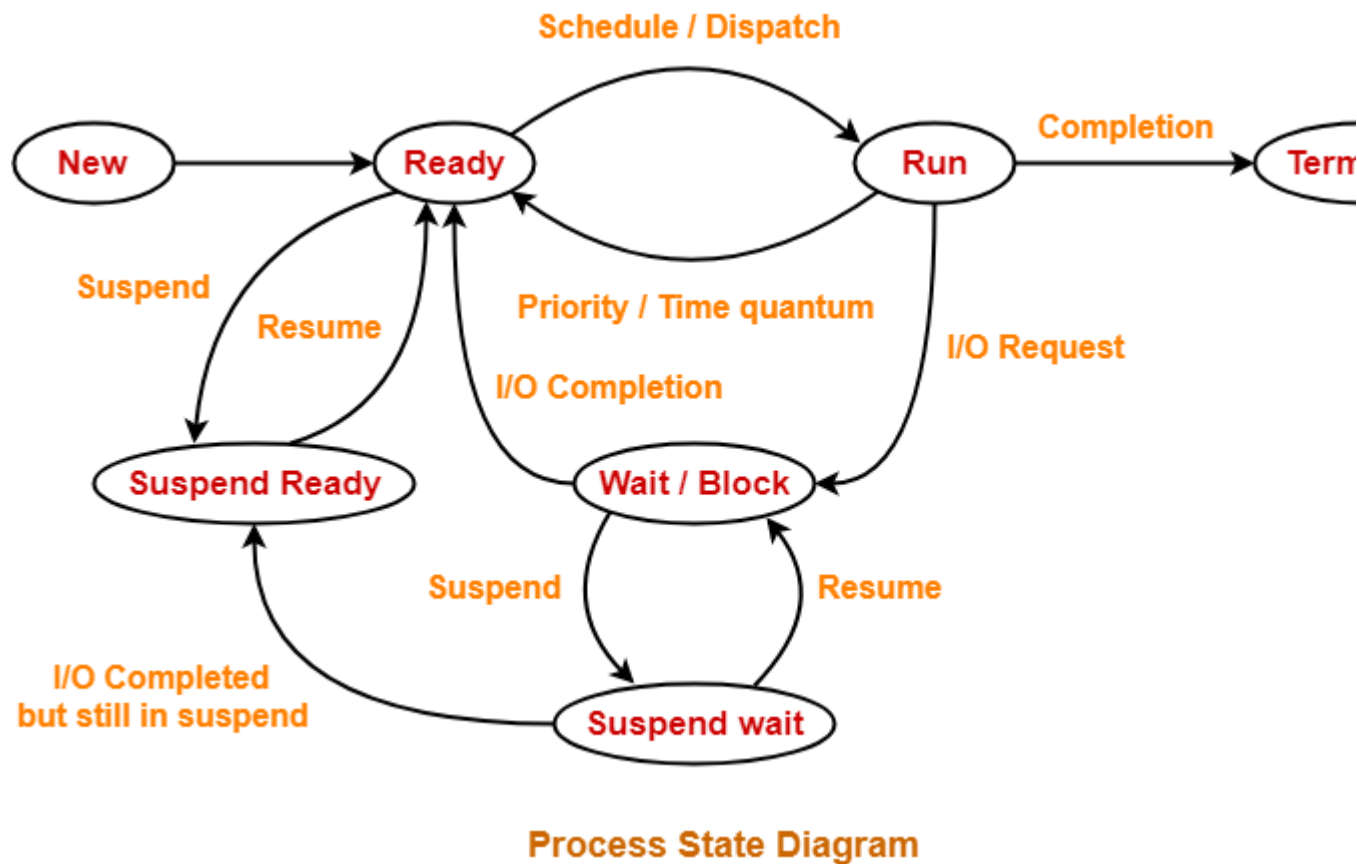 Schedule / Dispatch
New
Ready
Run
Completion
Term
Suspend
Resume
Priority / Time quantum
I/O Request
I/O Completion
Suspend Ready
Wait / Block
Suspend
Resume
I/O Completed
but still in suspend
Suspend wait
Process State Diagram